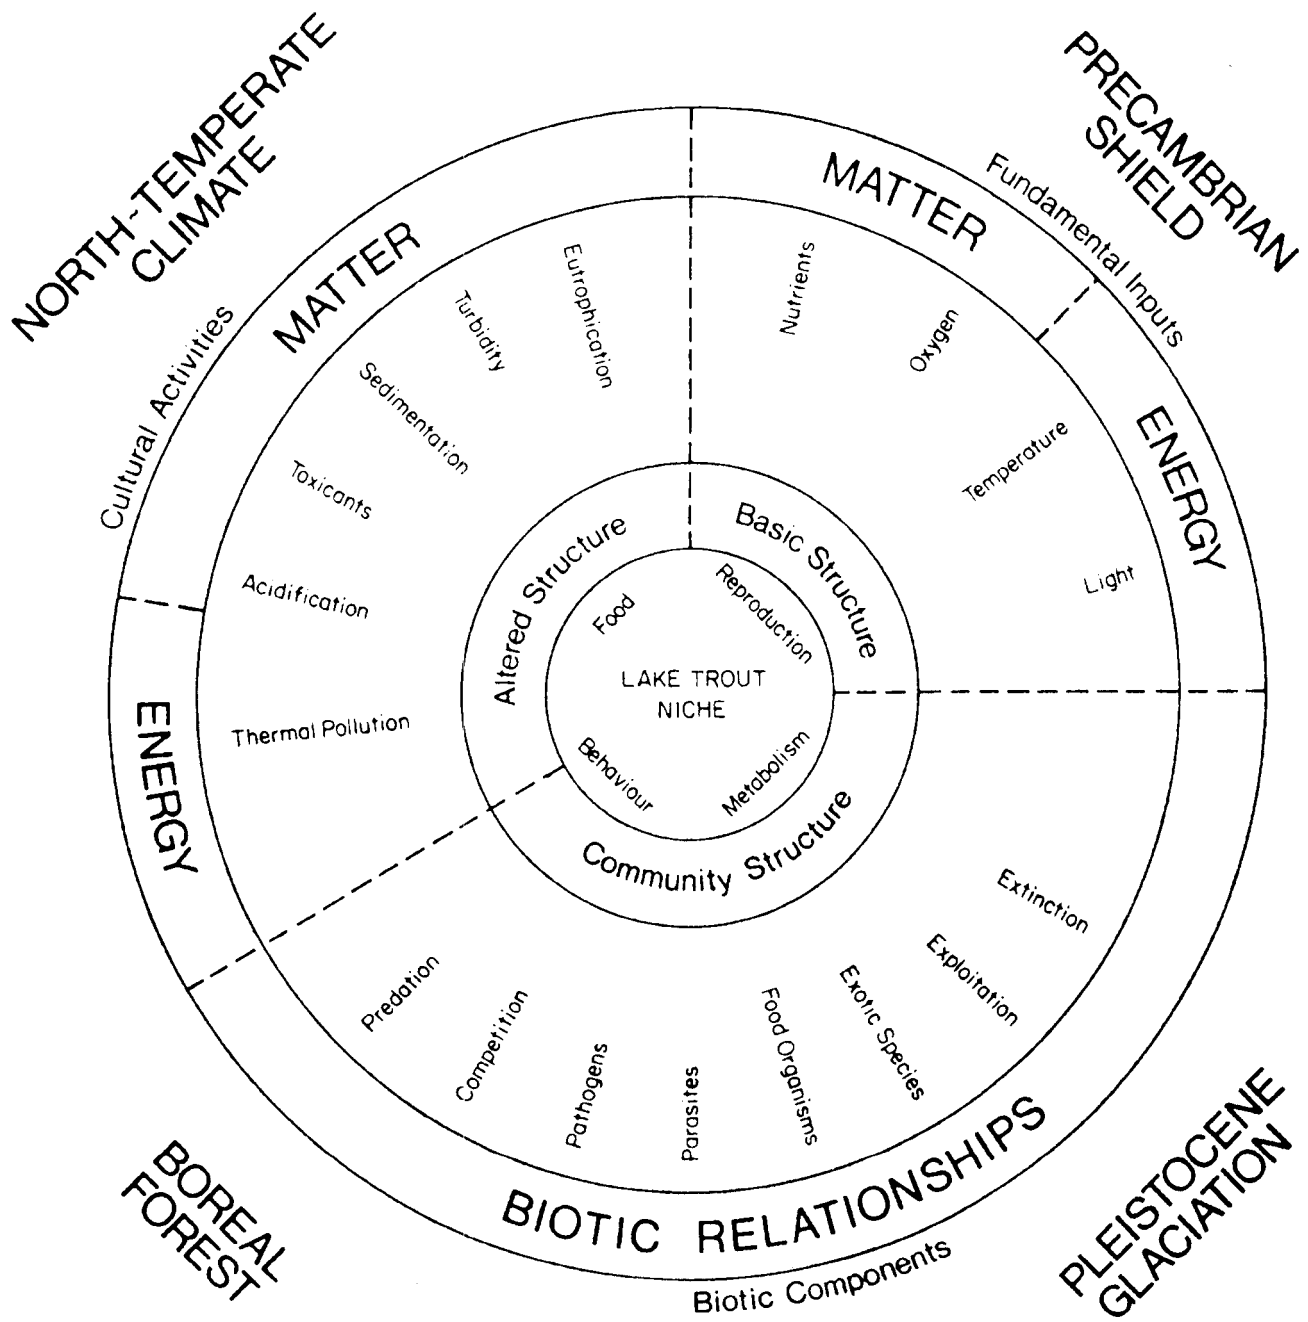 NORTH-TEMPERATE
CLIMATE
PRECAMBRIAN
SHIELD
Cultural Activities
Fundamental Inputs
MATTER
MATTER
ENERGY
ENERGY
Eutrophication
Turbidity
Sedimentation
Toxicants
Acidification
Thermal Pollution
Nutrients
Oxygen
Temperature
Light
Altered Structure
Basic Structure
Food
Reproduction
LAKE TROUT
NICHE
Behaviour
Metabolism
Community Structure
Predation
Competition
Pathogens
Parasites
Food Organisms
Exotic Species
Exploitation
Extinction
BIOTIC RELATIONSHIPS
Biotic Components
BOREAL
FOREST
PLEISTOCENE
GLACIATION